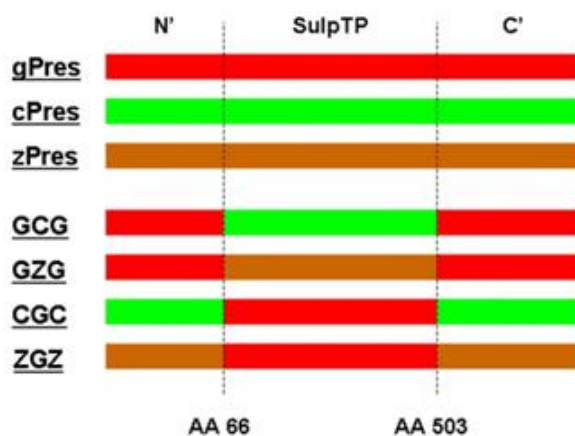 N' SulpTP C'
gPres
cPres
zPres
GCG
GZG
CGC
ZGZ
AA 66 AA 503